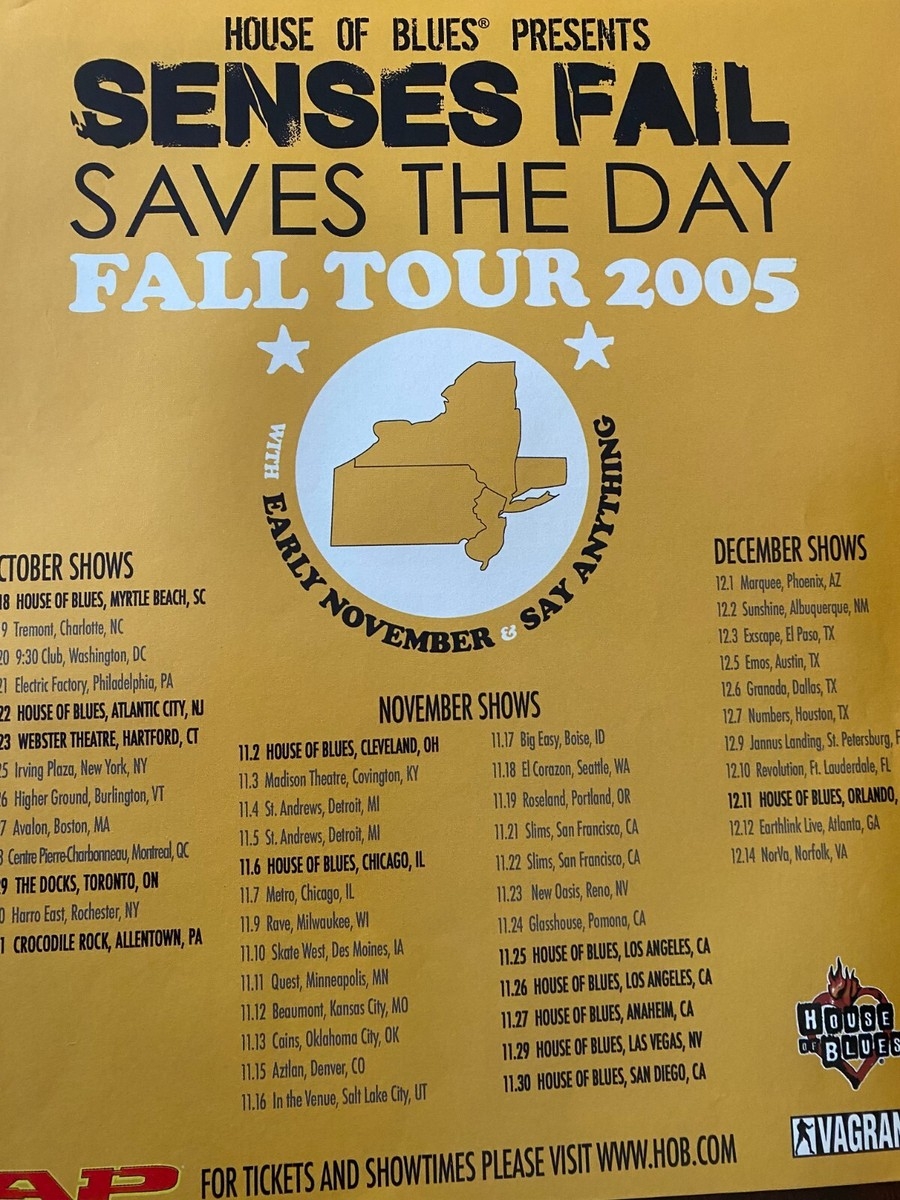 HOUSE OF BLUES® PRESENTS
SENSES FAIL
SAVES THE DAY
FALL TOUR 2005
WITH EARLY NOVEMBER & SAY ANYTHING
CTOBER SHOWS
18 HOUSE OF BLUES, MYRTLE BEACH, SC
9 Tremont, Charlotte, NC
20 9:30 Club, Washington, DC
21 Electric Factory, Philadelphia, PA
22 HOUSE OF BLUES, ATLANTIC CITY, NJ
23 WEBSTER THEATRE, HARTFORD, CT
25 Irving Plaza, New York, NY
26 Higher Ground, Burlington, VT
7 Avalon, Boston, MA
8 Centre Pierre-Charbonneau, Montreal, QC
9 THE DOCKS, TORONTO, ON
0 Harro East, Rochester, NY
1 CROCODILE ROCK, ALLENTOWN, PA
NOVEMBER SHOWS
11.2 HOUSE OF BLUES, CLEVELAND, OH
11.3 Madison Theatre, Covington, KY
11.4 St. Andrews, Detroit, MI
11.5 St. Andrews, Detroit, MI
11.6 HOUSE OF BLUES, CHICAGO, IL
11.7 Metro, Chicago, IL
11.9 Rave, Milwaukee, WI
11.10 Skate West, Des Moines, IA
11.11 Quest, Minneapolis, MN
11.12 Beaumont, Kansas City, MO
11.13 Cains, Oklahoma City, OK
11.15 Aztlan, Denver, CO
11.16 In the Venue, Salt Lake City, UT
11.17 Big Easy, Boise, ID
11.18 El Corazon, Seattle, WA
11.19 Roseland, Portland, OR
11.21 Slims, San Francisco, CA
11.22 Slims, San Francisco, CA
11.23 New Oasis, Reno, NV
11.24 Glasshouse, Pomona, CA
11.25 HOUSE OF BLUES, LOS ANGELES, CA
11.26 HOUSE OF BLUES, LOS ANGELES, CA
11.27 HOUSE OF BLUES, ANAHEIM, CA
11.29 HOUSE OF BLUES, LAS VEGAS, NV
11.30 HOUSE OF BLUES, SAN DIEGO, CA
DECEMBER SHOWS
12.1 Marquee, Phoenix, AZ
12.2 Sunshine, Albuquerque, NM
12.3 Exscape, El Paso, TX
12.5 Emos, Austin, TX
12.6 Granada, Dallas, TX
12.7 Numbers, Houston, TX
12.9 Jannus Landing, St. Petersburg, F
12.10 Revolution, Ft. Lauderdale, FL
12.11 HOUSE OF BLUES, ORLANDO,
12.12 Earthlink Live, Atlanta, GA
12.14 NorVa, Norfolk, VA
HOUSE
OF BLUES
VAGRAN
AP
FOR TICKETS AND SHOWTIMES PLEASE VISIT WWW.HOB.COM